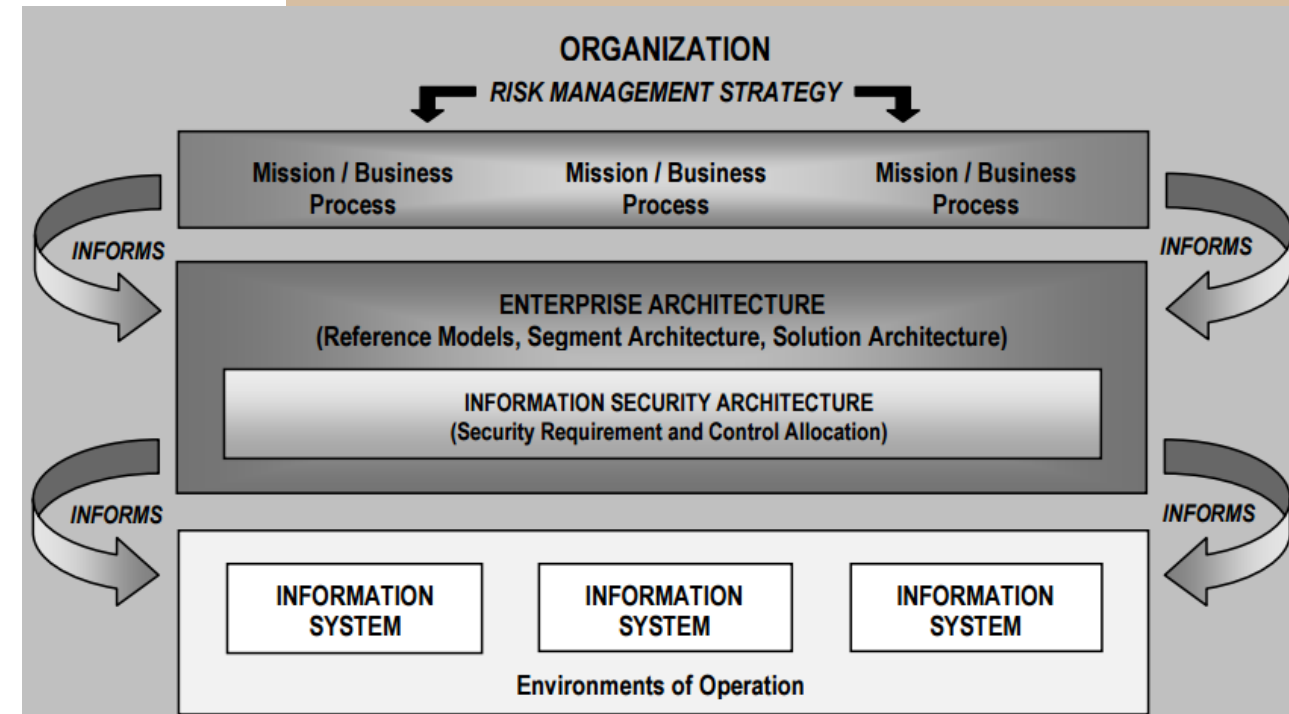 ORGANIZATION
RISK MANAGEMENT STRATEGY
Mission / Business
Process
Mission / Business
Process
Mission / Business
Process
INFORMS
INFORMS
ENTERPRISE ARCHITECTURE
(Reference Models, Segment Architecture, Solution Architecture)
INFORMATION SECURITY ARCHITECTURE
(Security Requirement and Control Allocation)
INFORMS
INFORMS
INFORMATION
SYSTEM
INFORMATION
SYSTEM
INFORMATION
SYSTEM
Environments of Operation